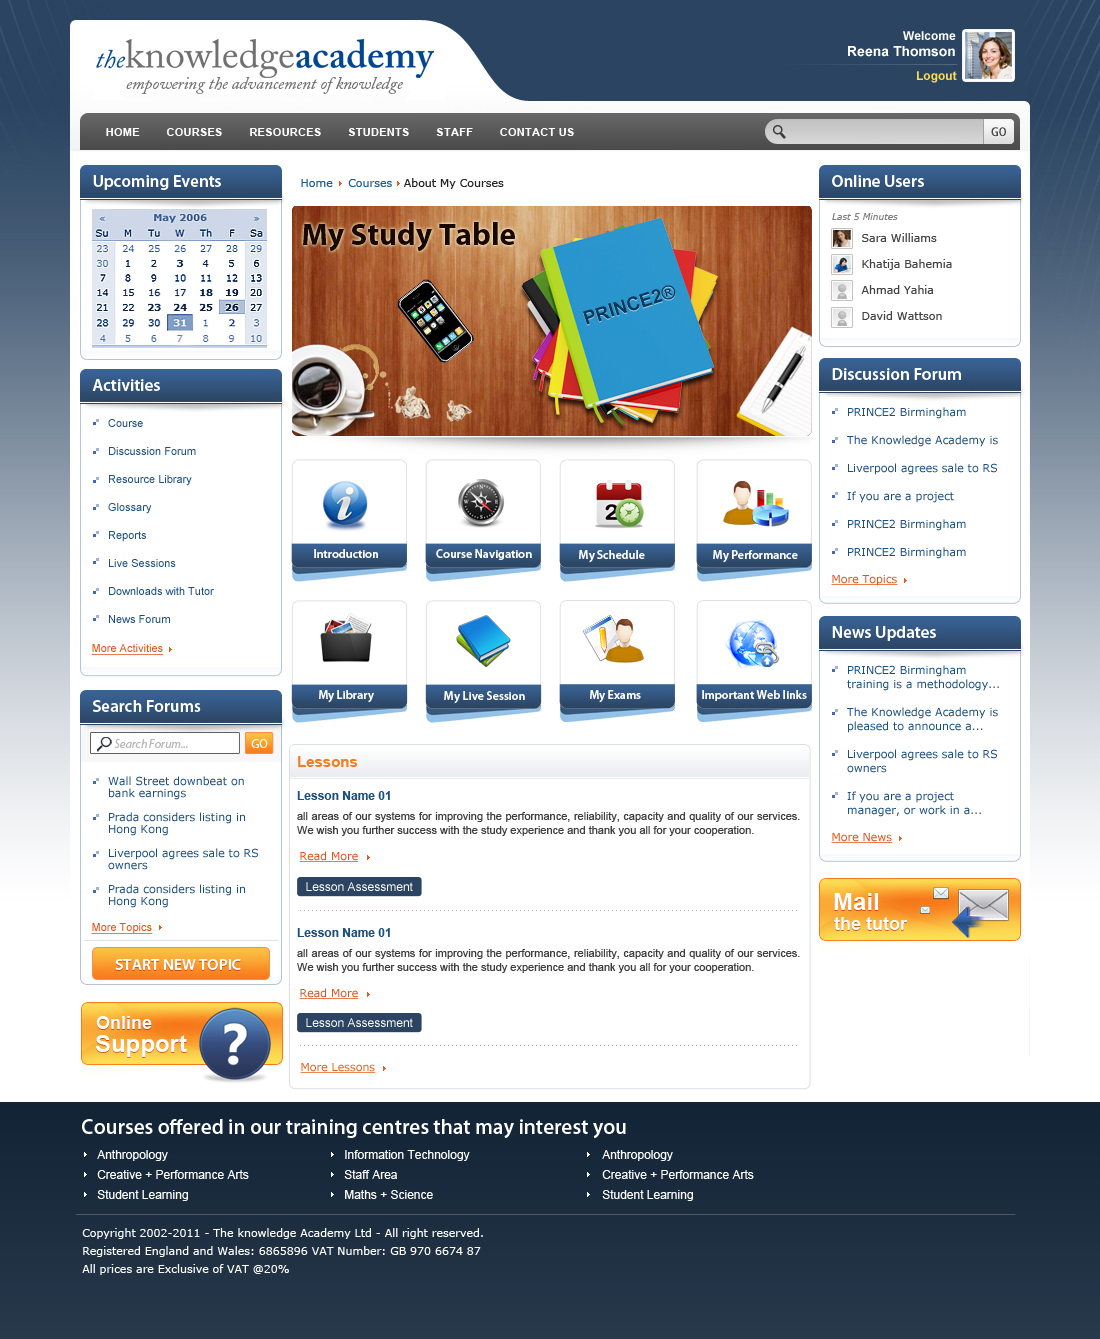 theknowledgeacademy
empowering the advancement of knowledge
Welcome
Reena Thomson
Logout
HOME COURSES RESOURCES STUDENTS STAFF CONTACT US
GO
Upcoming Events
« May 2006 »
Su M Tu W Th F Sa
23 24 25 26 27 28 29
30 1 2 3 4 5 6
7 8 9 10 11 12 13
14 15 16 17 18 19 20
21 22 23 24 25 26 27
28 29 30 31 1 2 3
4 5 6 7 8 9 10
Activities
Course
Discussion Forum
Resource Library
Glossary
Reports
Live Sessions
Downloads with Tutor
News Forum
More Activities
Search Forums
Search Forum...
GO
Wall Street downbeat on
bank earnings
Prada considers listing in
Hong Kong
Liverpool agrees sale to RS
owners
Prada considers listing in
Hong Kong
More Topics
START NEW TOPIC
Online
Support
?
Home Courses About My Courses
My Study Table
PRINCE2®
Introduction
Course Navigation
My Schedule
My Performance
My Library
My Live Session
My Exams
Important Web links
Lessons
Lesson Name 01
all areas of our systems for improving the performance, reliability, capacity and quality of our services.
We wish you further success with the study experience and thank you all for your cooperation.
Read More
Lesson Assessment
Lesson Name 01
all areas of our systems for improving the performance, reliability, capacity and quality of our services.
We wish you further success with the study experience and thank you all for your cooperation.
Read More
Lesson Assessment
More Lessons
Online Users
Last 5 Minutes
Sara Williams
Khatija Bahemia
Ahmad Yahia
David Wattson
Discussion Forum
PRINCE2 Birmingham
The Knowledge Academy is
Liverpool agrees sale to RS
If you are a project
PRINCE2 Birmingham
PRINCE2 Birmingham
More Topics
News Updates
PRINCE2 Birmingham
training is a methodology...
The Knowledge Academy is
pleased to announce a...
Liverpool agrees sale to RS
owners
If you are a project
manager, or work in a...
More News
Mail
the tutor
Courses offered in our training centres that may interest you
Anthropology
Creative + Performance Arts
Student Learning
Information Technology
Staff Area
Maths + Science
Anthropology
Creative + Performance Arts
Student Learning
Copyright 2002-2011 - The knowledge Academy Ltd - All right reserved.
Registered England and Wales: 6865896 VAT Number: GB 970 6674 87
All prices are Exclusive of VAT @20%